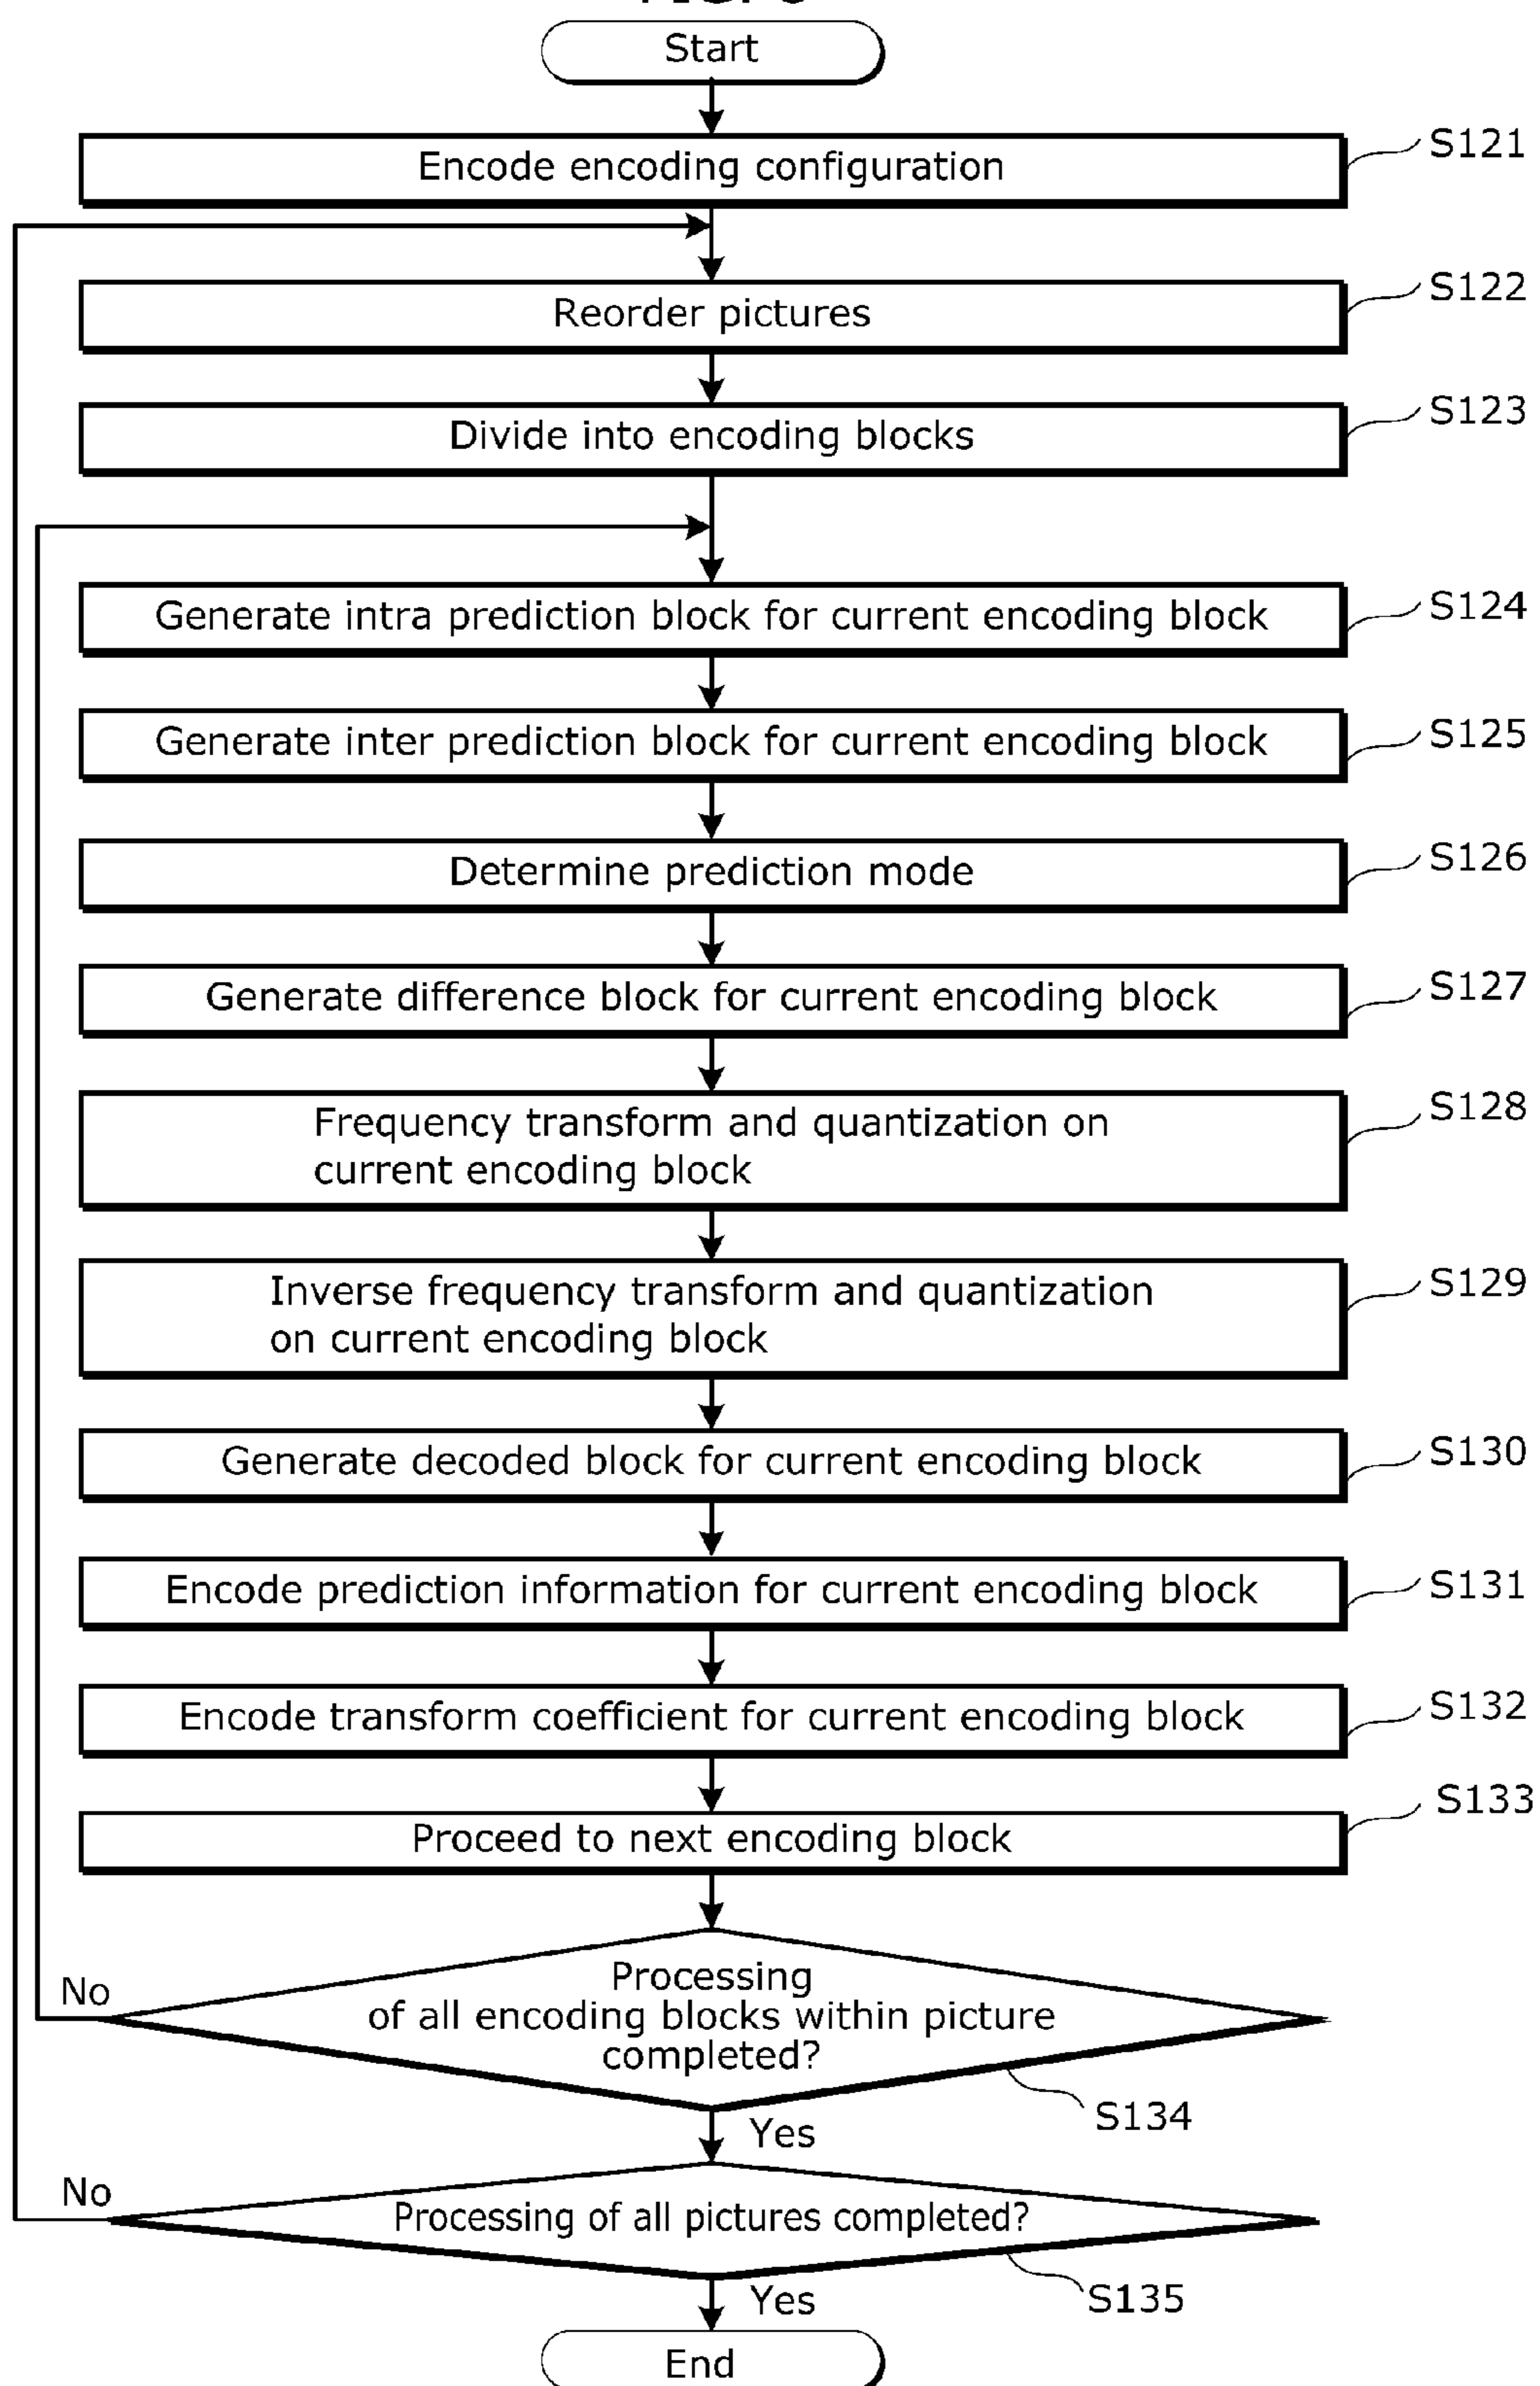 Start
Encode encoding configuration
S121
Reorder pictures
S122
Divide into encoding blocks
S123
Generate intra prediction block for current encoding block
S124
Generate inter prediction block for current encoding block
S125
Determine prediction mode
S126
Generate difference block for current encoding block
S127
Frequency transform and quantization on
current encoding block
S128
Inverse frequency transform and quantization
on current encoding block
S129
Generate decoded block for current encoding block
S130
Encode prediction information for current encoding block
S131
Encode transform coefficient for current encoding block
S132
Proceed to next encoding block
S133
No
Processing
of all encoding blocks within picture
completed?
S134
Yes
No
Processing of all pictures completed?
S135
Yes
End